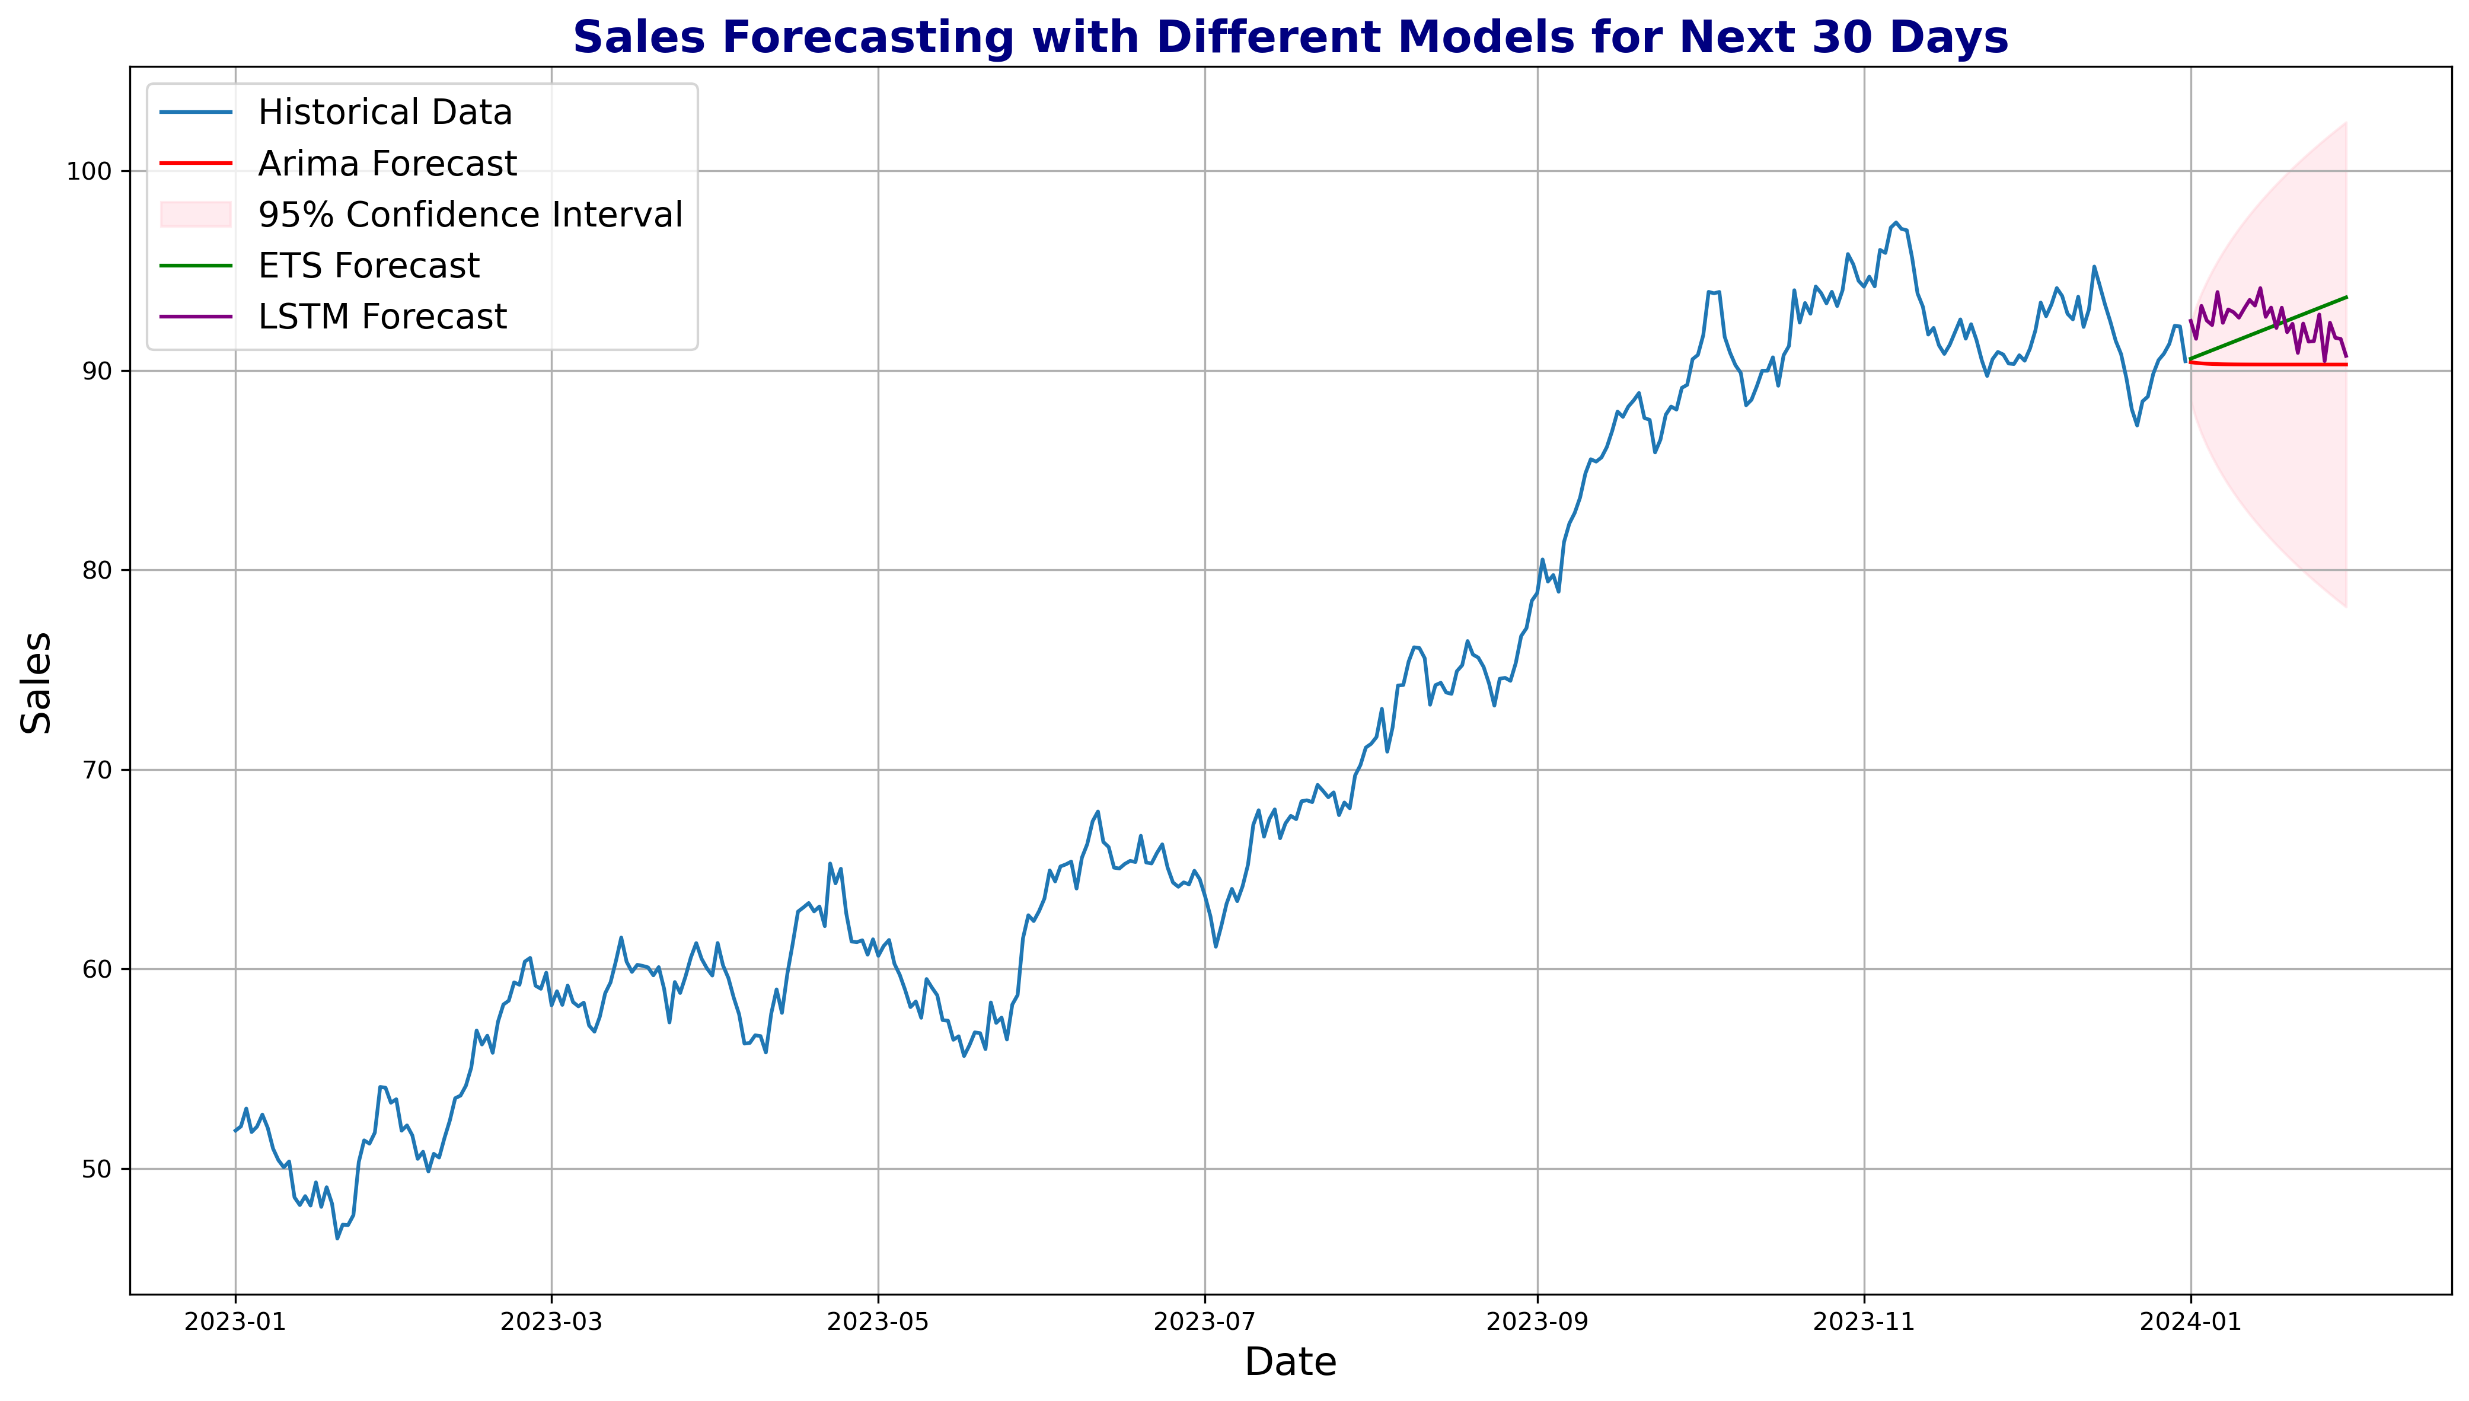 Sales Forecasting with Different Models for Next 30 Days
Historical Data
Arima Forecast
95% Confidence Interval
ETS Forecast
LSTM Forecast
100
90
80
70
60
50
Sales
2023-01 2023-03 2023-05 2023-07 2023-09 2023-11 2024-01
Date